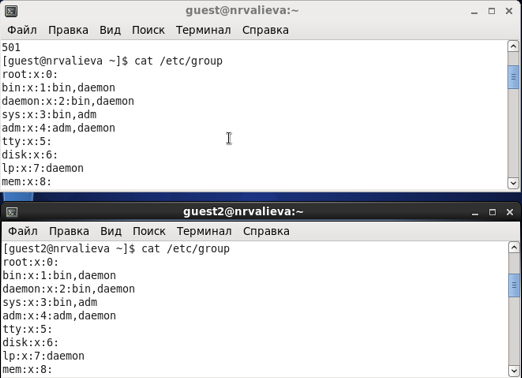 guest@nrvalieva:~
Файл Правка Вид Поиск Терминал Справка
501
[guest@nrvalieva ~]$ cat /etc/group
root:x:0:
bin:x:1:bin,daemon
daemon:x:2:bin,daemon
sys:x:3:bin,adm
adm:x:4:adm,daemon
tty:x:5:
disk:x:6:
lp:x:7:daemon
mem:x:8:
guest2@nrvalieva:~
Файл Правка Вид Поиск Терминал Справка
[guest2@nrvalieva ~]$ cat /etc/group
root:x:0:
bin:x:1:bin,daemon
daemon:x:2:bin,daemon
sys:x:3:bin,adm
adm:x:4:adm,daemon
tty:x:5:
disk:x:6:
lp:x:7:daemon
mem:x:8: